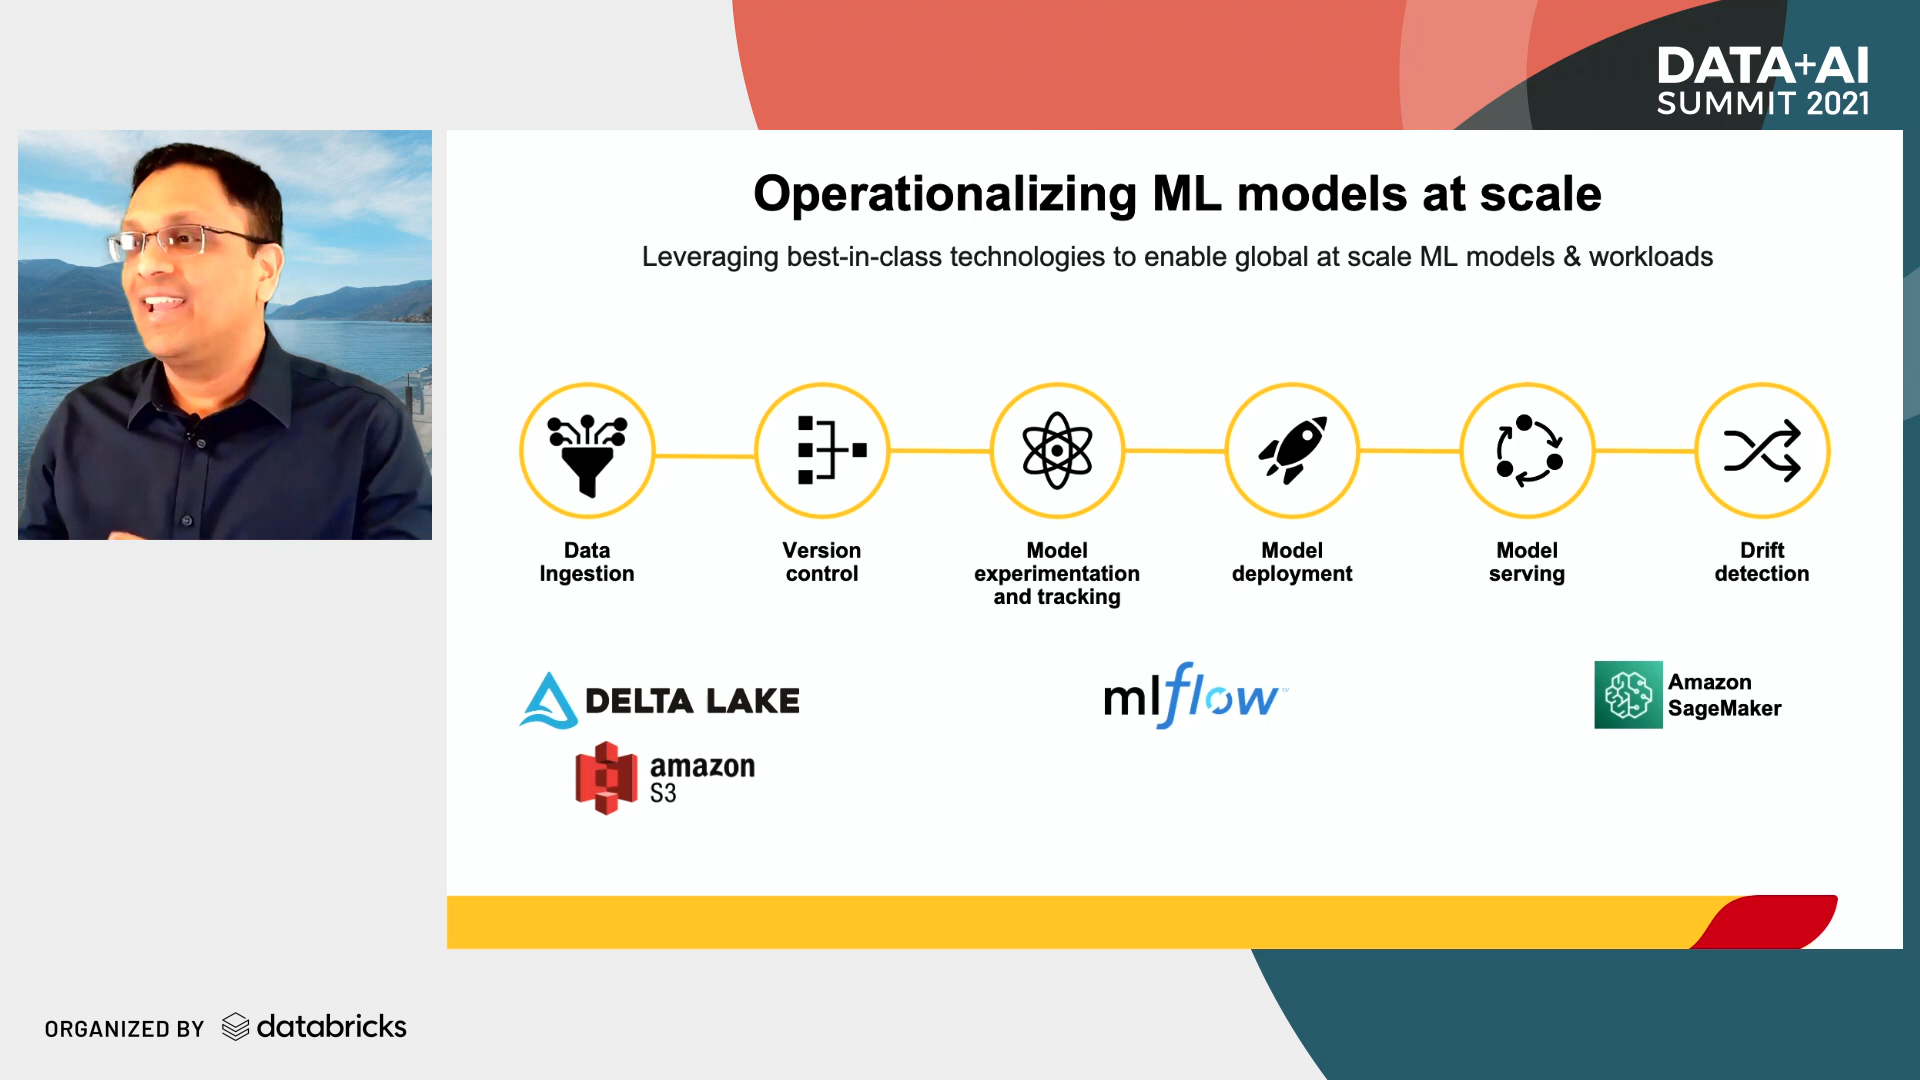 DATA+AI
SUMMIT 2021
Operationalizing ML models at scale
Leveraging best-in-class technologies to enable global at scale ML models & workloads
Data
Ingestion
Version
control
Model
experimentation
and tracking
Model
deployment
Model
serving
Drift
detection
DELTA LAKE
amazon
S3
mlflow™
Amazon
SageMaker
ORGANIZED BY databricks